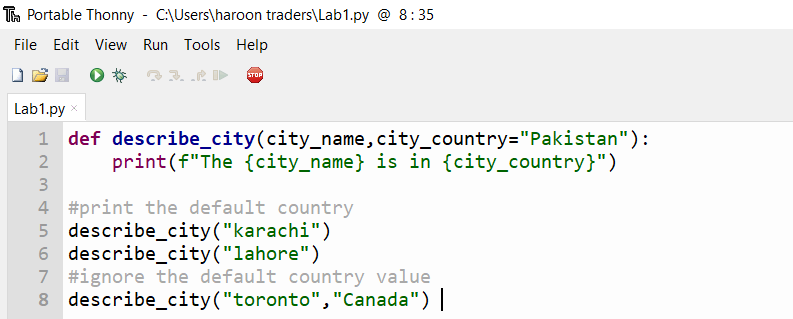 Portable Thonny - C:\Users\haroon traders\Lab1.py @ 8 : 35
File Edit View Run Tools Help
STOP
Lab1.py ×
1 def describe_city(city_name,city_country="Pakistan"):
2     print(f"The {city_name} is in {city_country}")
3
4 #print the default country
5 describe_city("karachi")
6 describe_city("lahore")
7 #ignore the default country value
8 describe_city("toronto","Canada")